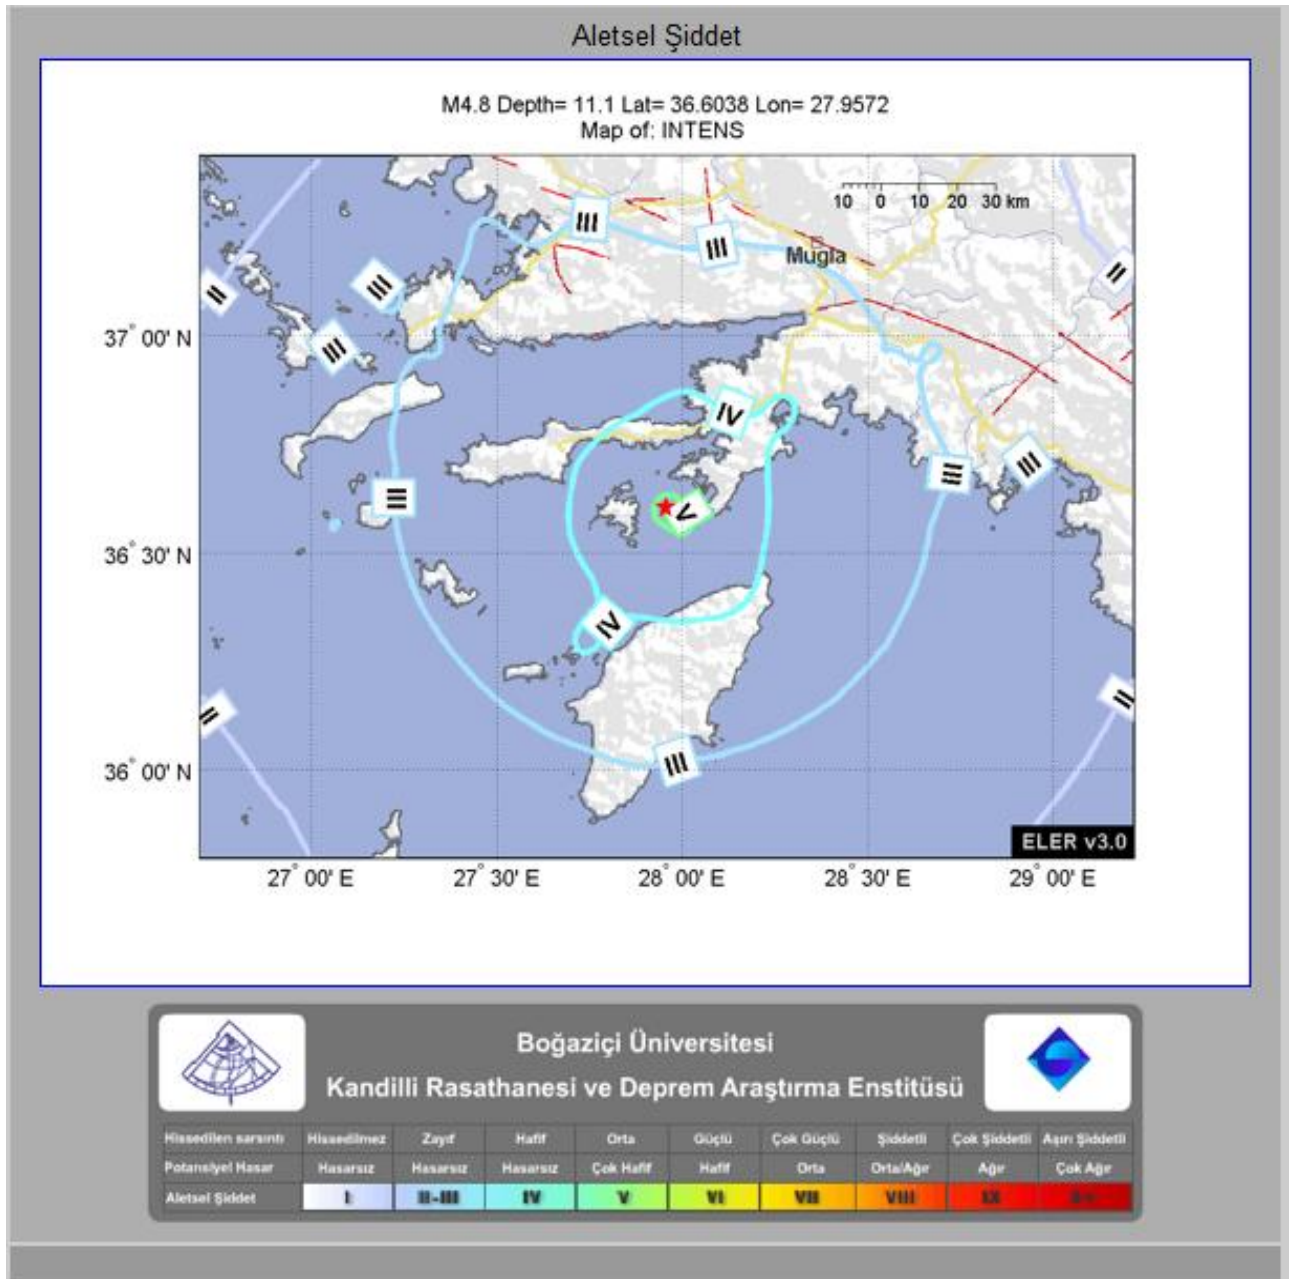 Aletsel Şiddet
M4.8 Depth= 11.1 Lat= 36.6038 Lon= 27.9572
Map of: INTENS
10 0 10 20 30 km
III
III
Mugla
II
III
II
37° 00' N
III
IV
III
III
III
V
36° 30' N
IV
II
II
III
36° 00' N
ELER v3.0
27° 00' E 27° 30' E 28° 00' E 28° 30' E 29° 00' E
Boğaziçi Üniversitesi
Kandilli Rasathanesi ve Deprem Araştırma Enstitüsü
Hissedilen sarsıntı Hissedilmez Zayıf Hafif Orta Güçlü Çok Güçlü Şiddetli Çok Şiddetli Aşırı Şiddetli
Potansiyel Hasar Hasarsız Hasarsız Hasarsız Çok Hafif Hafif Orta Orta/Ağır Ağır Çok Ağır
Aletsel Şiddet I II-III IV V VI VII VIII IX